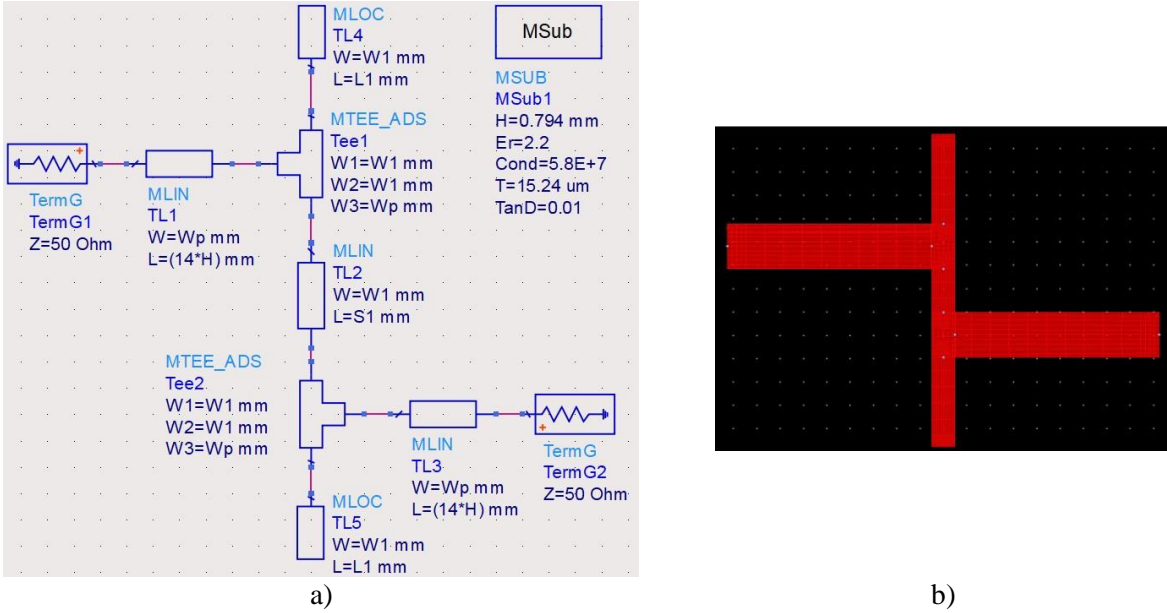 MLOC
TL4
W=W1 mm
L=L1 mm
MSub
MSUB
MSub1
H=0.794 mm
Er=2.2
Cond=5.8E+7
T=15.24 um
TanD=0.01
MTEE_ADS
Tee1
W1=W1 mm
W2=W1 mm
W3=Wp mm
+
TermG
TermG1
Z=50 Ohm
MLIN
TL1
W=Wp mm
L=(14*H) mm
MLIN
TL2
W=W1 mm
L=S1 mm
MTEE_ADS
Tee2
W1=W1 mm
W2=W1 mm
W3=Wp mm
MLIN
TL3
W=Wp mm
L=(14*H) mm
+
TermG
TermG2
Z=50 Ohm
MLOC
TL5
W=W1 mm
L=L1 mm
a)
b)